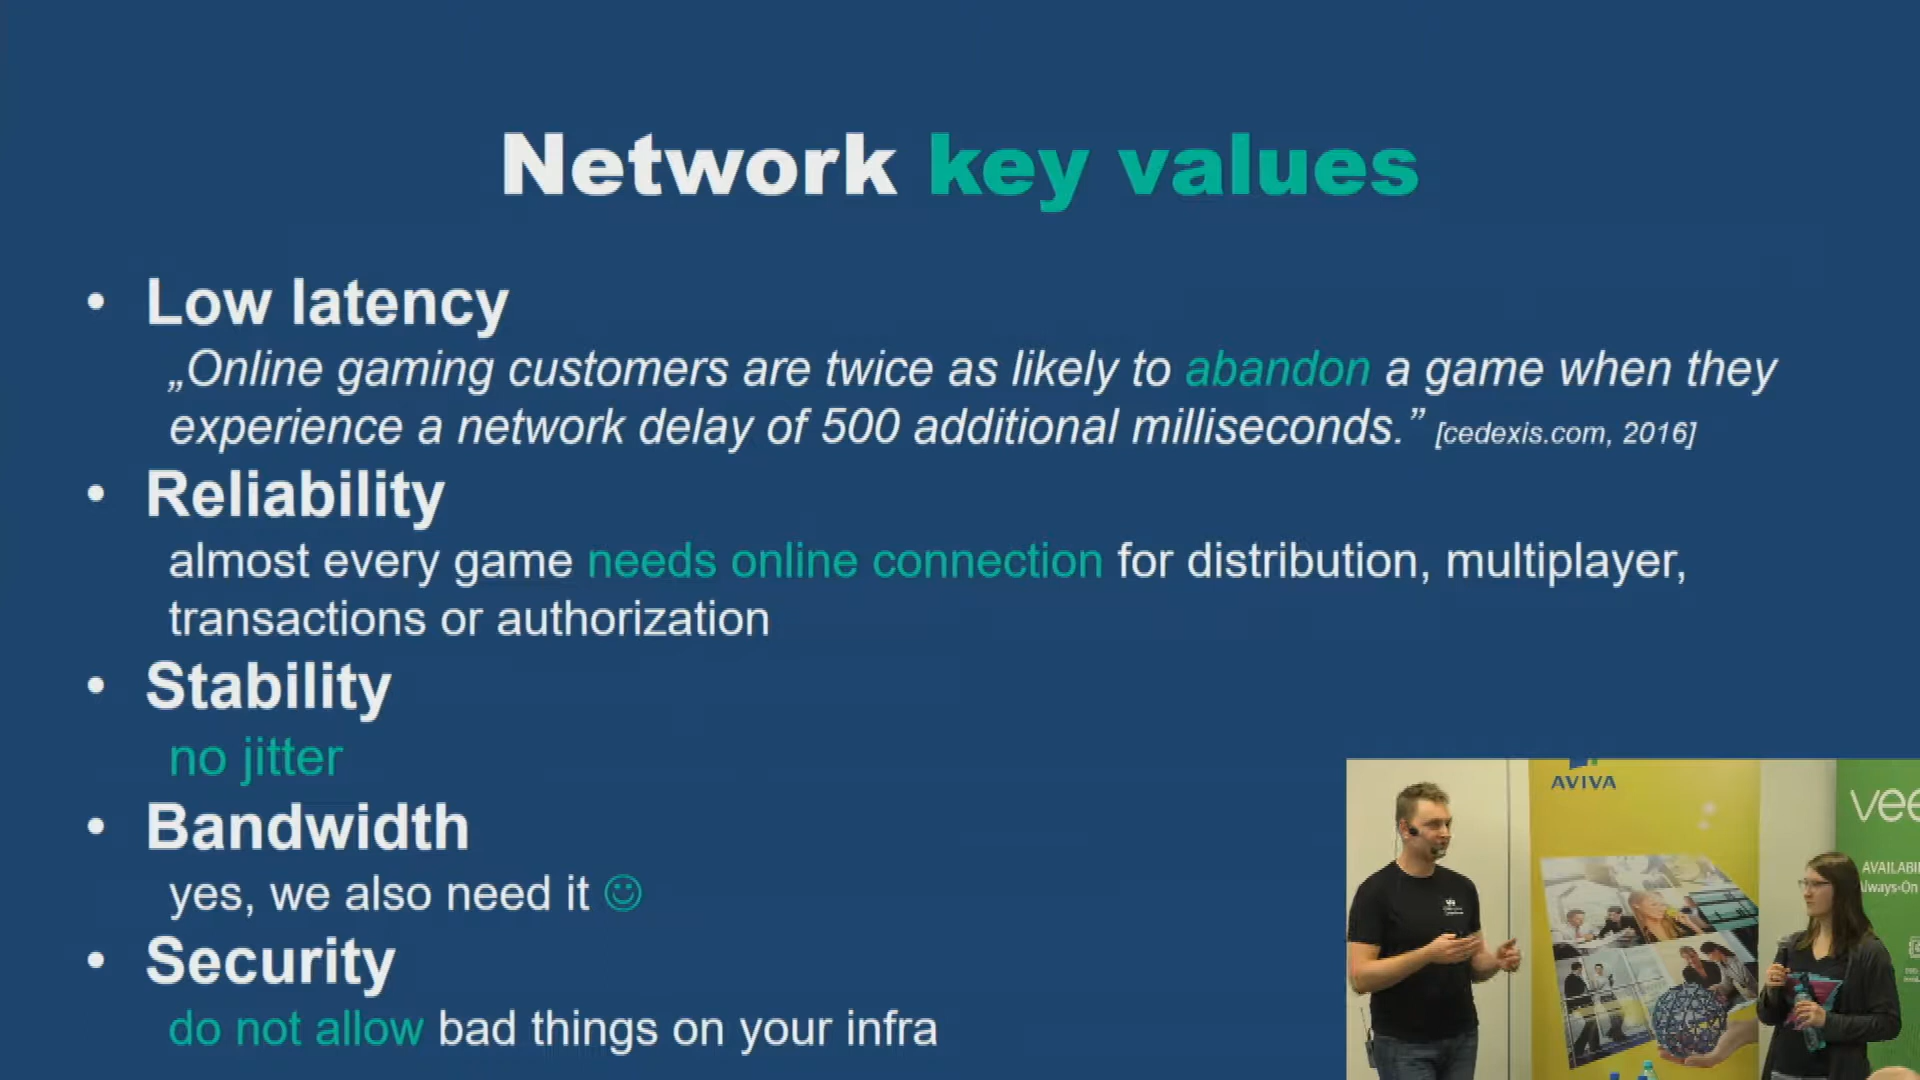 Network key values
• Low latency
„Online gaming customers are twice as likely to abandon a game when they
experience a network delay of 500 additional milliseconds.” [cedexis.com, 2016]
• Reliability
almost every game needs online connection for distribution, multiplayer,
transactions or authorization
• Stability
no jitter
• Bandwidth
yes, we also need it ☺
• Security
do not allow bad things on your infra
AVIVA
vee
AVAILABI
Always-On